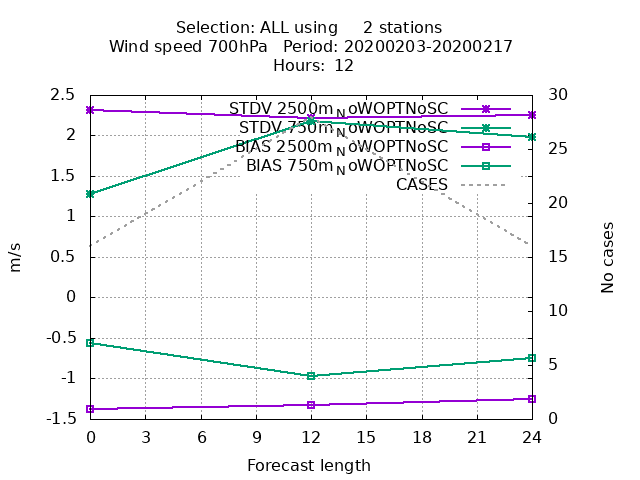 Selection: ALL using     2 stations
Wind speed 700hPa   Period: 20200203-20200217
Hours:  12
STDV 2500m_NoWOPTNoSC
STDV 750m_NoWOPTNoSC
BIAS 2500m_NoWOPTNoSC
BIAS 750m_NoWOPTNoSC
CASES
2.5
2
1.5
1
0.5
0
-0.5
-1
-1.5
m/s
30
25
20
15
10
5
0
No cases
0 3 6 9 12 15 18 21 24
Forecast length